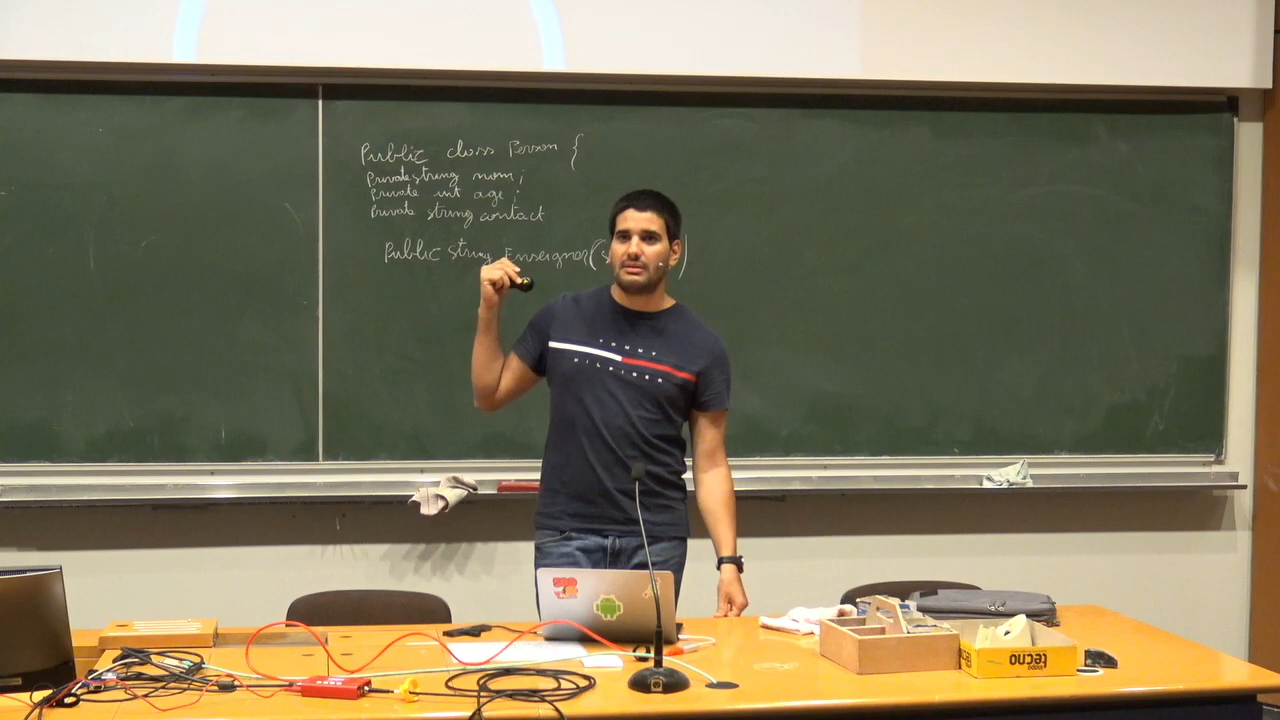 Public class Person {
Private string nom;
Private int age;
Private string contact
Public string Enseigner(s )
TOMMY
HILFIGER
tecno